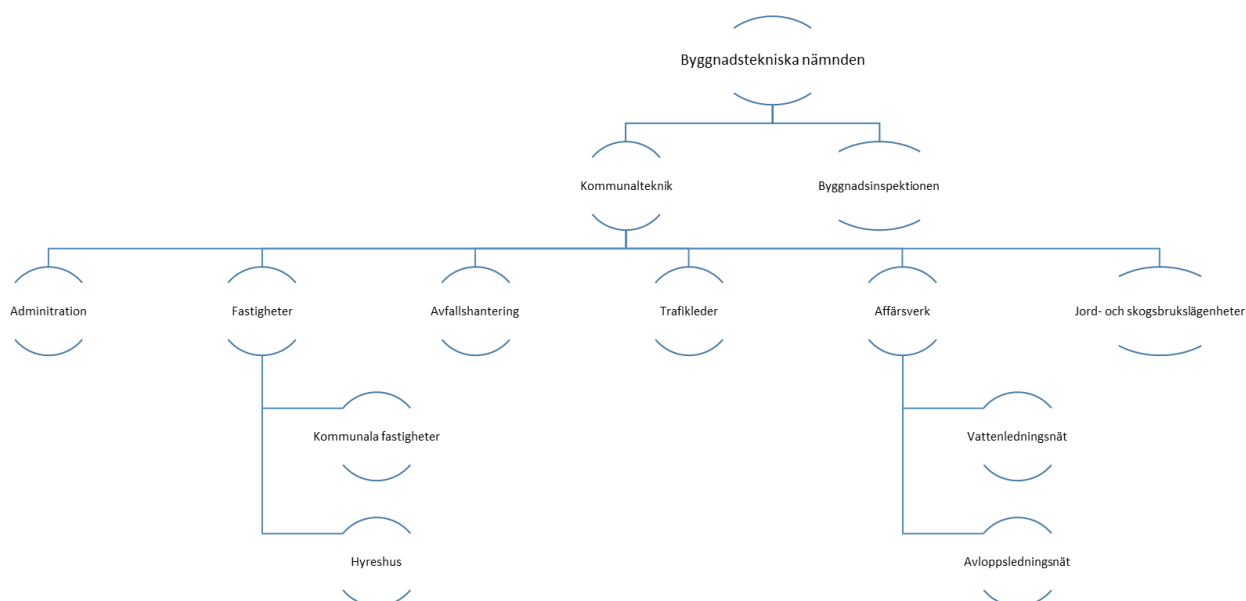 Byggnadstekniska nämnden
Kommunalteknik
Byggnadsinspektionen
Adminitration
Fastigheter
Avfallshantering
Trafikleder
Affärsverk
Jord- och skogsbrukslägenheter
Kommunala fastigheter
Vattenledningsnät
Hyreshus
Avloppsledningsnät